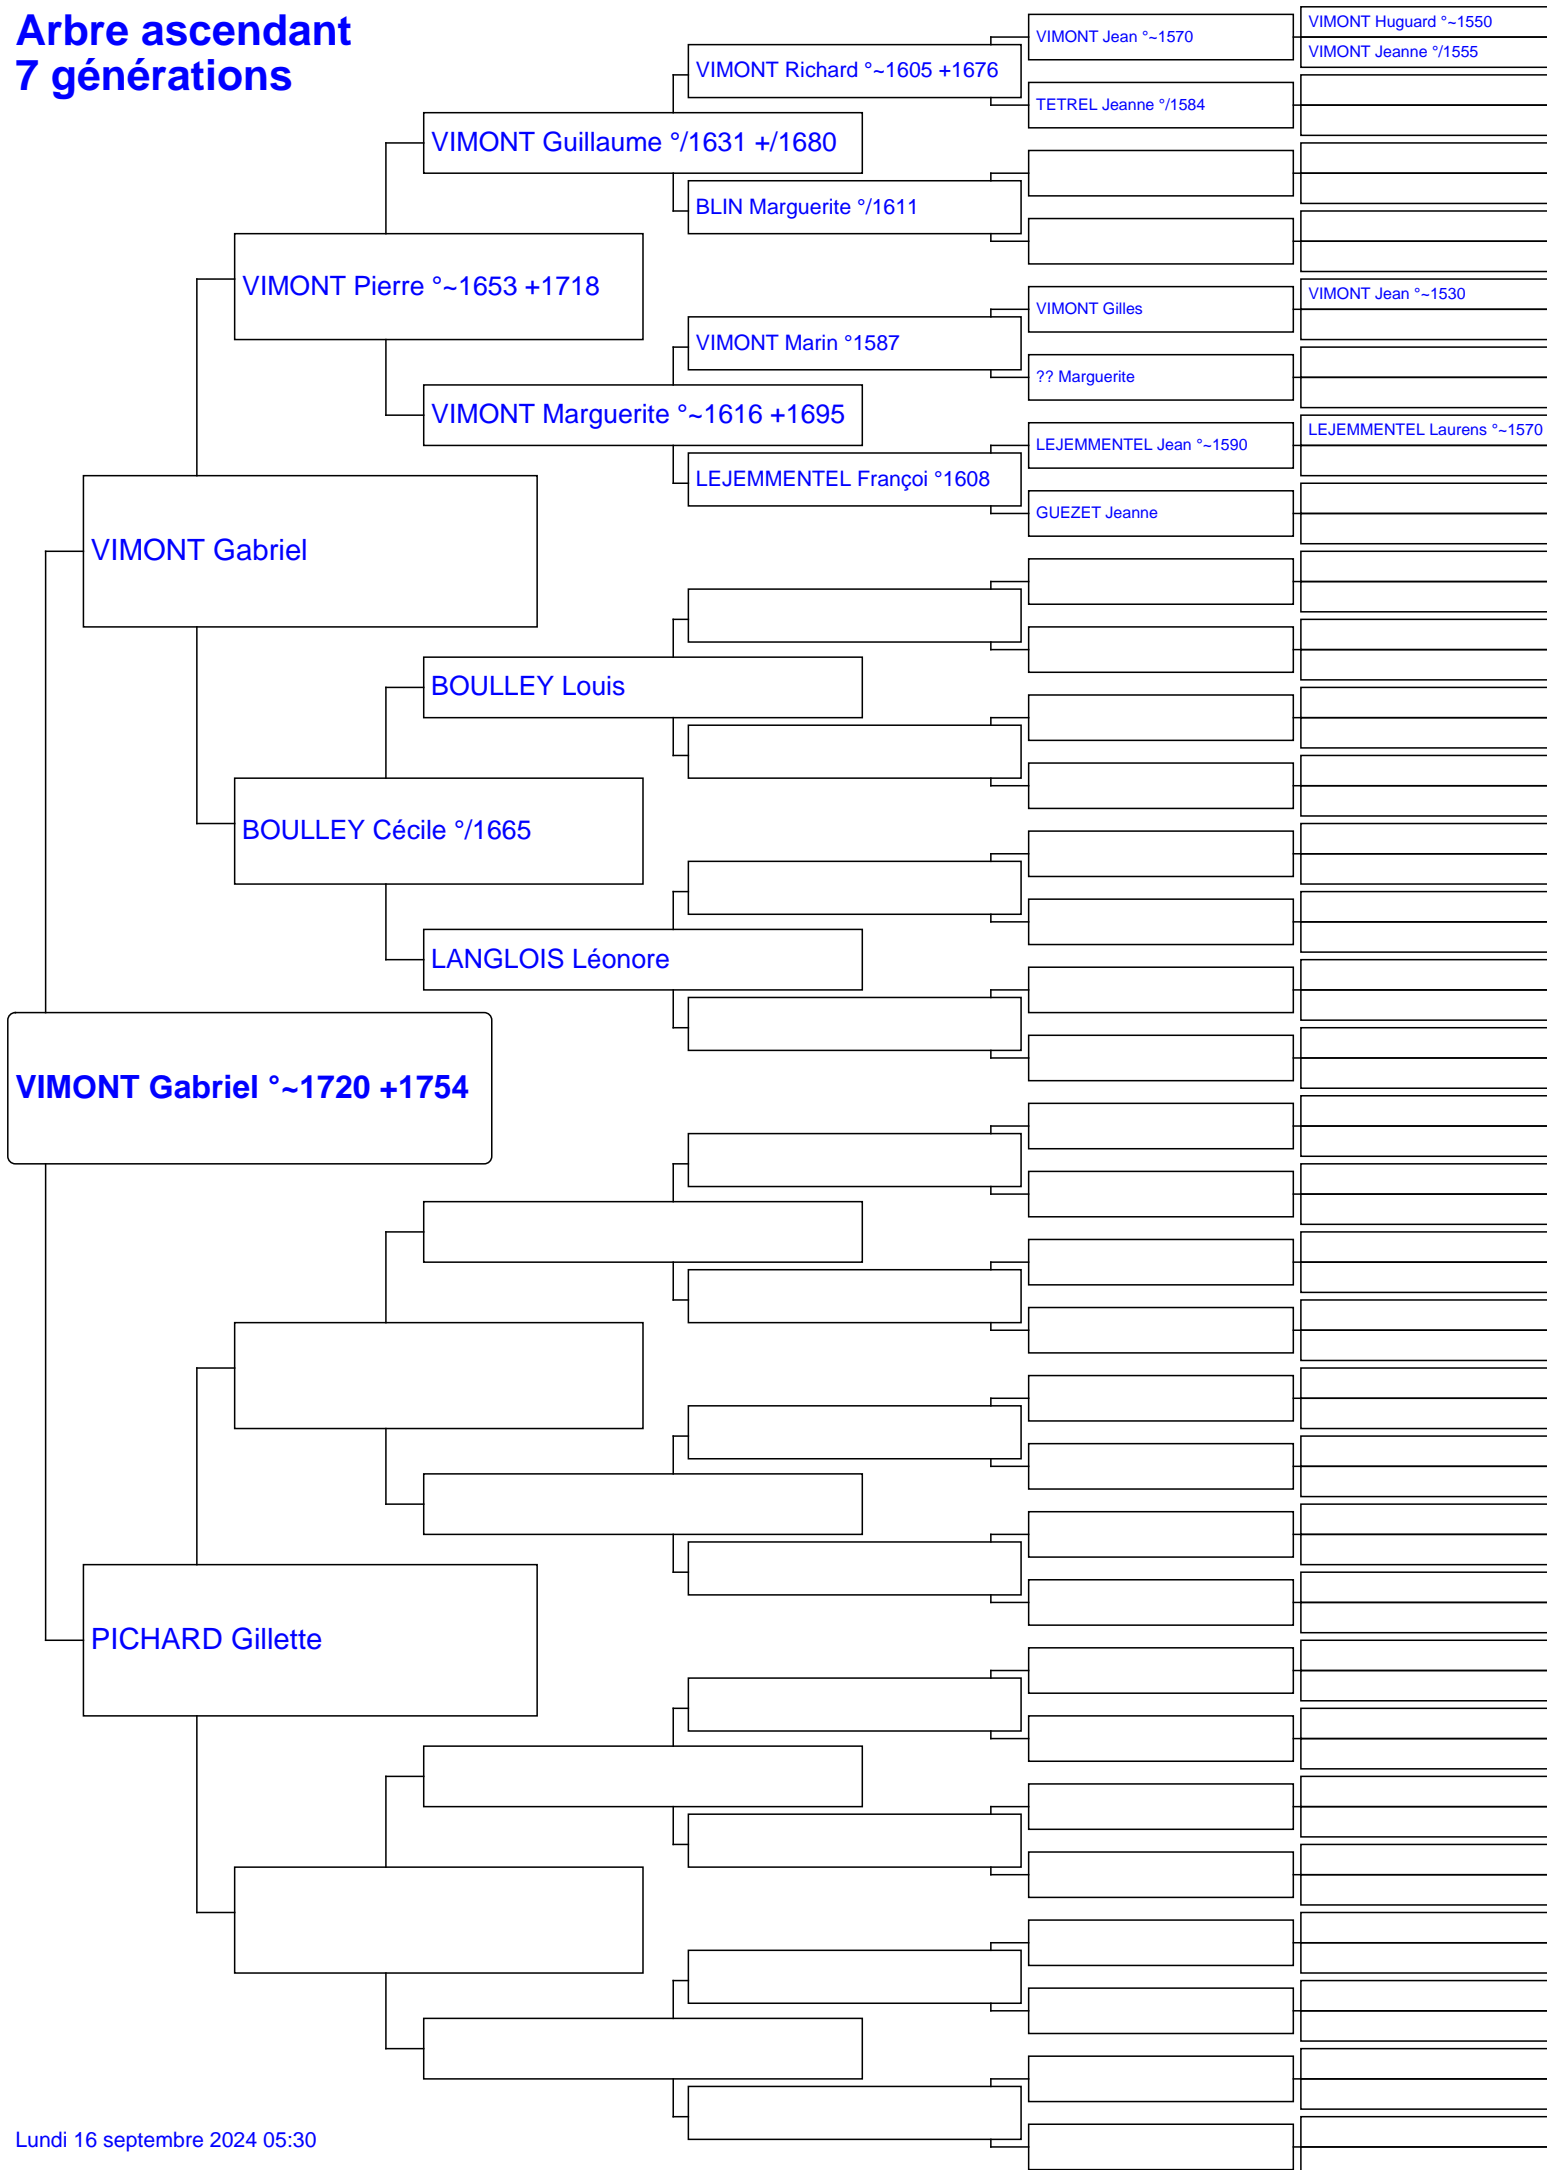 Arbre ascendant
7 générations
VIMONT Huguard °~1550
VIMONT Jean °~1570
VIMONT Jeanne °/1555
VIMONT Richard °~1605 +1676
TETREL Jeanne °/1584
VIMONT Guillaume °/1631 +/1680
BLIN Marguerite °/1611
VIMONT Pierre °~1653 +1718
VIMONT Jean °~1530
VIMONT Gilles
VIMONT Marin °1587
?? Marguerite
VIMONT Marguerite °~1616 +1695
LEJEMMENTEL Laurens °~1570
LEJEMMENTEL Jean °~1590
LEJEMMENTEL Françoi °1608
GUEZET Jeanne
VIMONT Gabriel
BOULLEY Louis
BOULLEY Cécile °/1665
LANGLOIS Léonore
VIMONT Gabriel °~1720 +1754
PICHARD Gillette
Lundi 16 septembre 2024 05:30